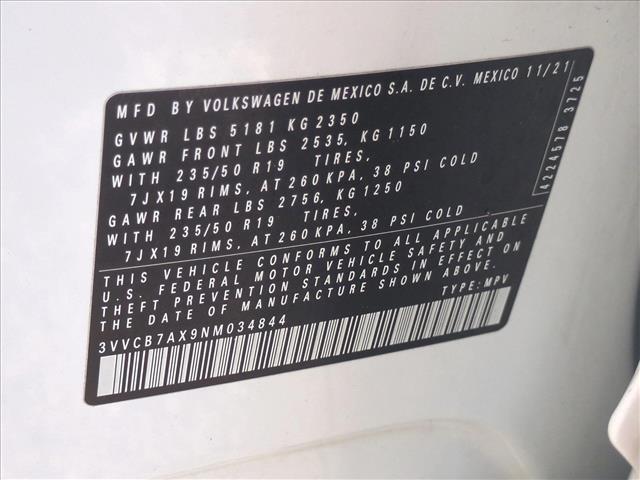 MFD BY VOLKSWAGEN DE MEXICO S.A. DE C.V. MEXICO 11/21
GVWR LBS 5181 KG 2350
GAWR FRONT LBS 2535, KG 1150
WITH 235/50 R19 TIRES,
7JX19 RIMS, AT 260 KPA, 38 PSI COLD
GAWR REAR LBS 2756, KG 1250
WITH 235/50 R19 TIRES,
7JX19 RIMS, AT 260 KPA, 38 PSI COLD
THIS VEHICLE CONFORMS TO ALL APPLICABLE
U.S. FEDERAL MOTOR VEHICLE SAFETY AND
THEFT PREVENTION STANDARDS IN EFFECT ON
THE DATE OF MANUFACTURE SHOWN ABOVE.
TYPE: MPV
3VVCB7AX9NM034844
4224578 3725